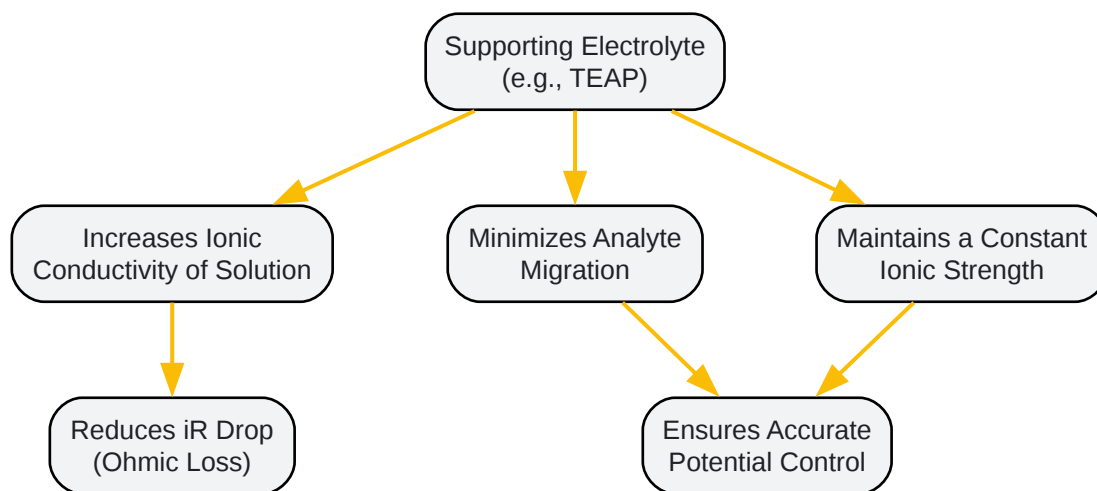 Supporting Electrolyte
(e.g., TEAP)
Increases Ionic
Conductivity of Solution
Minimizes Analyte
Migration
Maintains a Constant
Ionic Strength
Reduces iR Drop
(Ohmic Loss)
Ensures Accurate
Potential Control